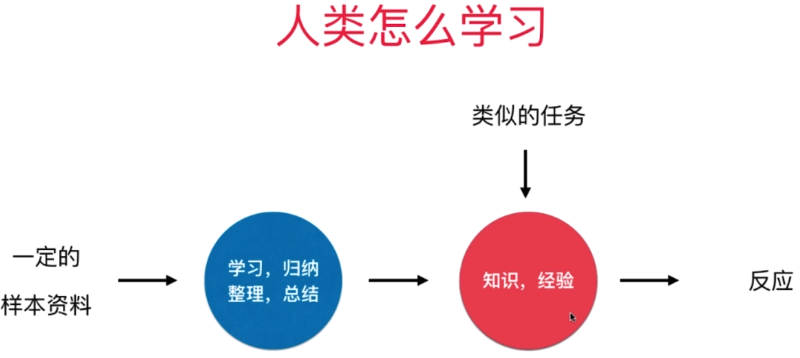 人类怎么学习
类似的任务
一定的
样本资料
学习，归纳
整理，总结
知识，经验
反应